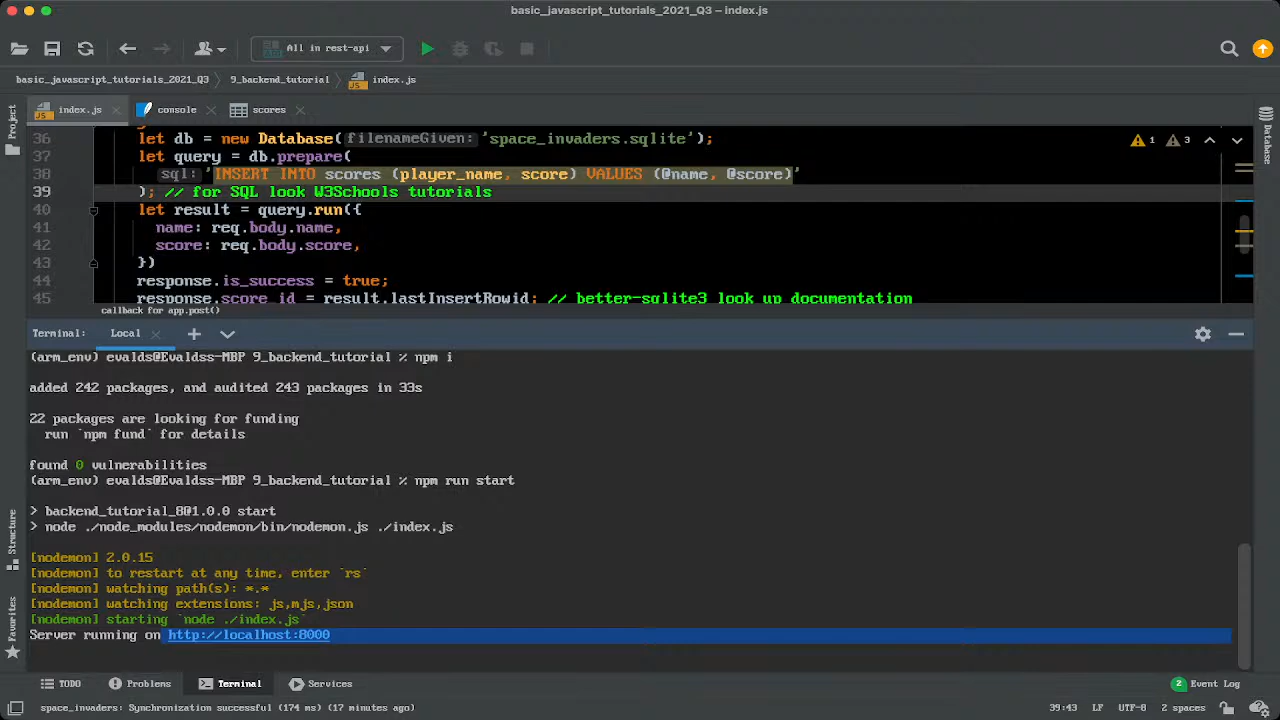 basic_javascript_tutorials_2021_Q3 – index.js
All in rest-api
basic_javascript_tutorials_2021_Q3 9_backend_tutorial index.js
index.js console scores
Project
Database
36 let db = new Database( filenameGiven: 'space_invaders.sqlite');
1 3
37 let query = db.prepare(
38 sql: 'INSERT INTO scores (player_name, score) VALUES (@name, @score)'
39 ); // for SQL look W3Schools tutorials
40 let result = query.run({
41 name: req.body.name,
42 score: req.body.score,
43 })
44 response.is_success = true;
45 response.score_id = result.lastInsertRowid; // better-sqlite3 look up documentation
callback for app.post()
Terminal: Local
(arm_env) evalds@Evaldss-MBP 9_backend_tutorial % npm i
added 242 packages, and audited 243 packages in 33s
22 packages are looking for funding
run `npm fund` for details
found 0 vulnerabilities
(arm_env) evalds@Evaldss-MBP 9_backend_tutorial % npm run start
> backend_tutorial_8@1.0.0 start
> node ./node_modules/nodemon/bin/nodemon.js ./index.js
[nodemon] 2.0.15
[nodemon] to restart at any time, enter `rs`
[nodemon] watching path(s): *.*
[nodemon] watching extensions: js,mjs,json
[nodemon] starting `node ./index.js`
Server running on http://localhost:8000
Structure
Favorites
TODO Problems Terminal Services 2 Event Log
space_invaders: Synchronization successful (174 ms) (17 minutes ago) 39:43 LF UTF-8 2 spaces